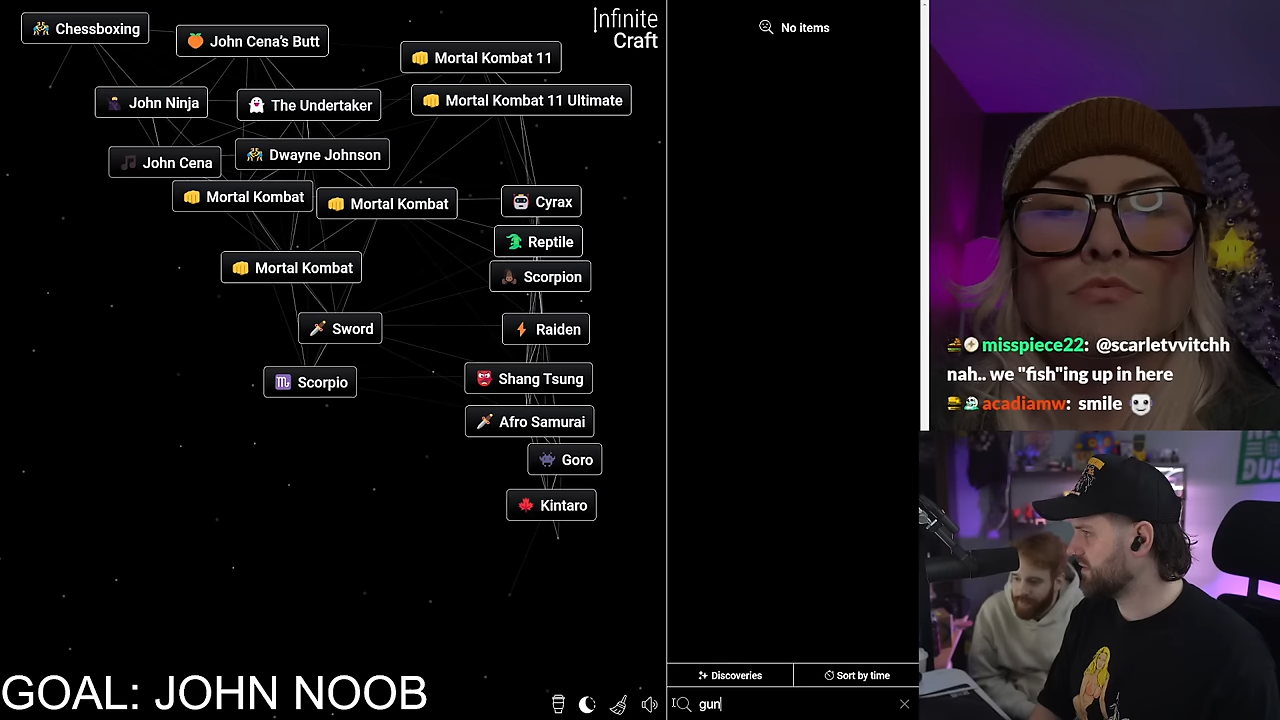 Infinite
Craft
Chessboxing
John Cena's Butt
Mortal Kombat 11
John Ninja
The Undertaker
Mortal Kombat 11 Ultimate
John Cena
Dwayne Johnson
Mortal Kombat
Mortal Kombat
Cyrax
Reptile
Mortal Kombat
Scorpion
Sword
Raiden
Scorpio
Shang Tsung
Afro Samurai
Goro
Kintaro
GOAL: JOHN NOOB
No items
Discoveries
Sort by time
gun
misspiece22: @scarletvvitchh
nah.. we "fish"ing up in here
acadiamw: smile